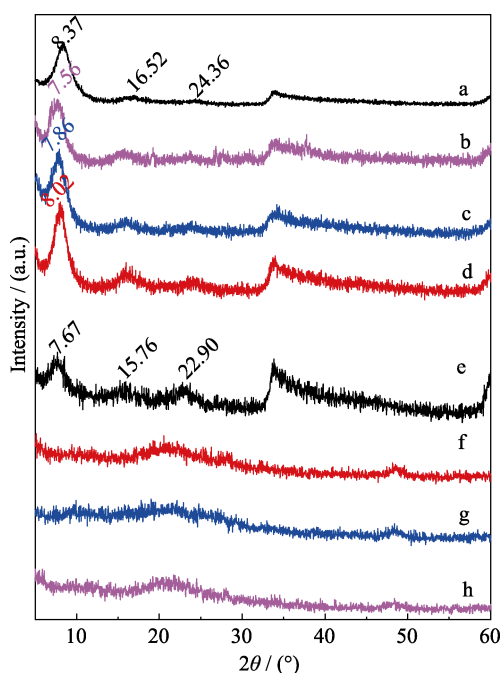 8.37
16.52
24.36
a
7.56
b
7.86
c
8.02
d
7.67
15.76
22.90
e
f
g
h
Intensity / (a.u.)
5 10 20 30 40 50 60
2θ / (°)